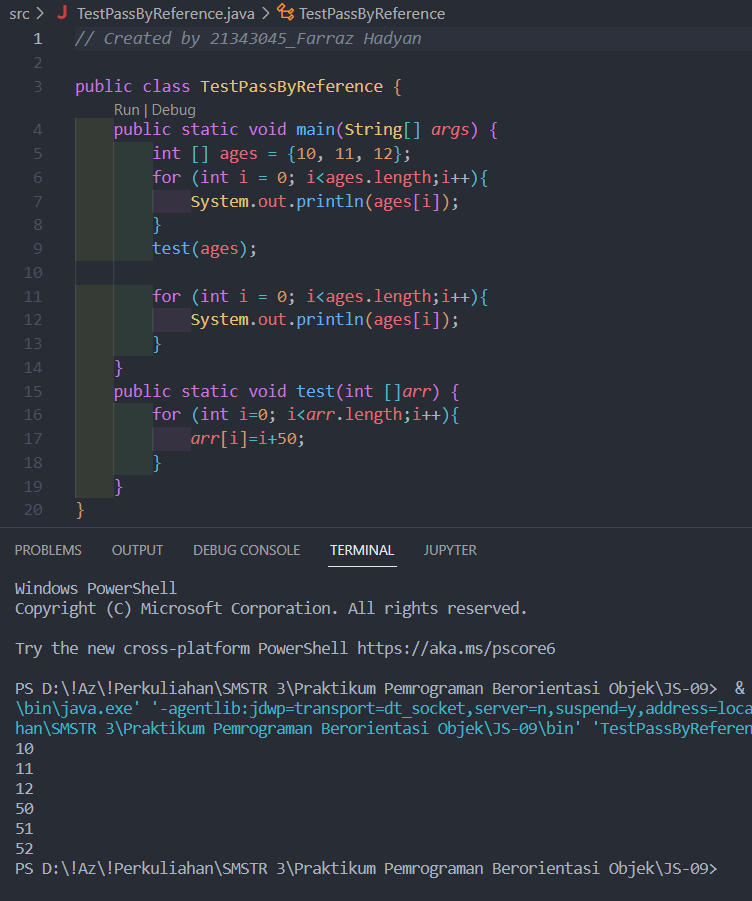 src > J TestPassByReference.java > TestPassByReference
1 // Created by 21343045_Farraz Hadyan
2
3 public class TestPassByReference {
Run | Debug
4 public static void main(String[] args) {
5 int [] ages = {10, 11, 12};
6 for (int i = 0; i<ages.length;i++){
7 System.out.println(ages[i]);
8 }
9 test(ages);
10
11 for (int i = 0; i<ages.length;i++){
12 System.out.println(ages[i]);
13 }
14 }
15 public static void test(int []arr) {
16 for (int i=0; i<arr.length;i++){
17 arr[i]=i+50;
18 }
19 }
20 }
PROBLEMS OUTPUT DEBUG CONSOLE TERMINAL JUPYTER
Windows PowerShell
Copyright (C) Microsoft Corporation. All rights reserved.
Try the new cross-platform PowerShell https://aka.ms/pscore6
PS D:\!Az\!Perkuliahan\SMSTR 3\Praktikum Pemrograman Berorientasi Objek\JS-09> &
\bin\java.exe' '-agentlib:jdwp=transport=dt_socket,server=n,suspend=y,address=loca
han\SMSTR 3\Praktikum Pemrograman Berorientasi Objek\JS-09\bin' 'TestPassByReferen
10
11
12
50
51
52
PS D:\!Az\!Perkuliahan\SMSTR 3\Praktikum Pemrograman Berorientasi Objek\JS-09>